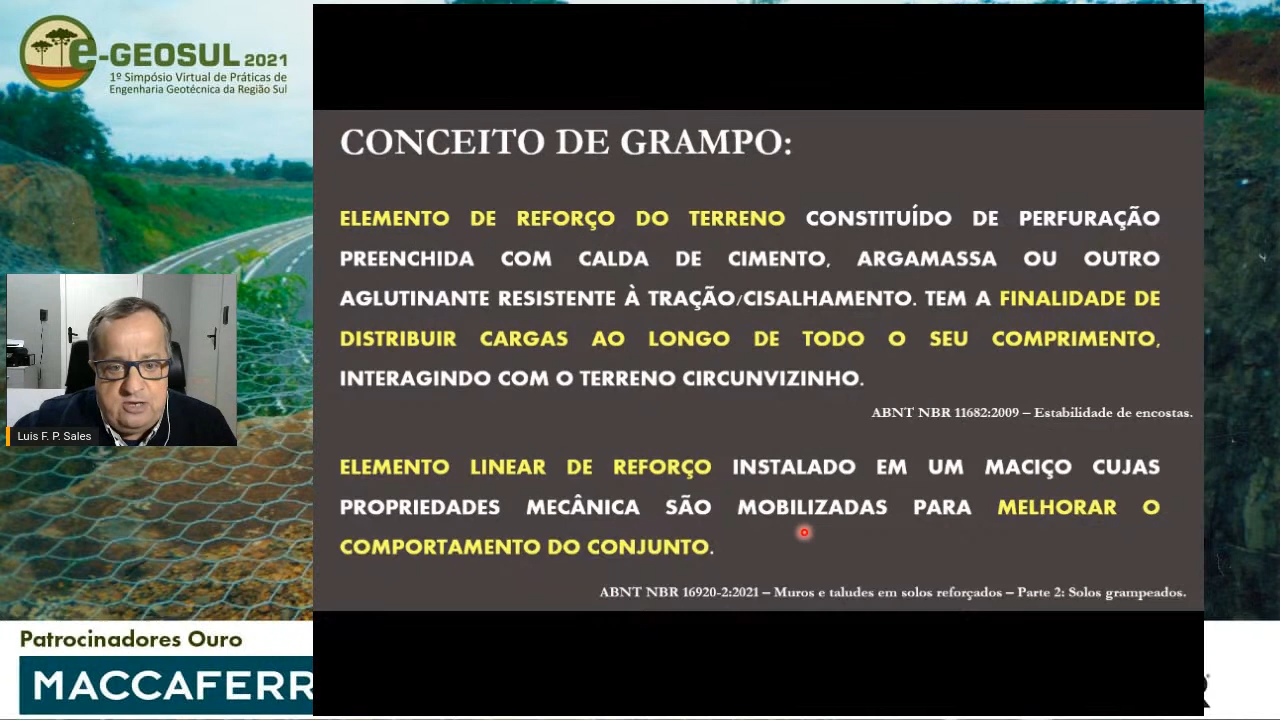 e-GEOSUL 2021
1º Simpósio Virtual de Práticas de
Engenharia Geotécnica da Região Sul
CONCEITO DE GRAMPO:
ELEMENTO DE REFORÇO DO TERRENO CONSTITUÍDO DE PERFURAÇÃO
PREENCHIDA COM CALDA DE CIMENTO, ARGAMASSA OU OUTRO
AGLUTINANTE RESISTENTE À TRAÇÃO/CISALHAMENTO. TEM A FINALIDADE DE
DISTRIBUIR CARGAS AO LONGO DE TODO O SEU COMPRIMENTO,
INTERAGINDO COM O TERRENO CIRCUNVIZINHO.
ABNT NBR 11682:2009 – Estabilidade de encostas.
ELEMENTO LINEAR DE REFORÇO INSTALADO EM UM MACIÇO CUJAS
PROPRIEDADES MECÂNICA SÃO MOBILIZADAS PARA MELHORAR O
COMPORTAMENTO DO CONJUNTO.
ABNT NBR 16920-2:2021 – Muros e taludes em solos reforçados – Parte 2: Solos grampeados.
Luis F. P. Sales
Patrocinadores Ouro
MACCAFERR